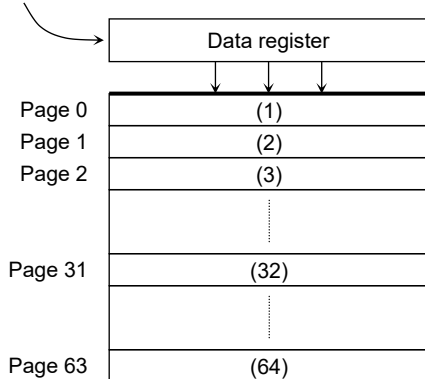 Data register
Page 0 (1)
Page 1 (2)
Page 2 (3)
Page 31 (32)
Page 63 (64)